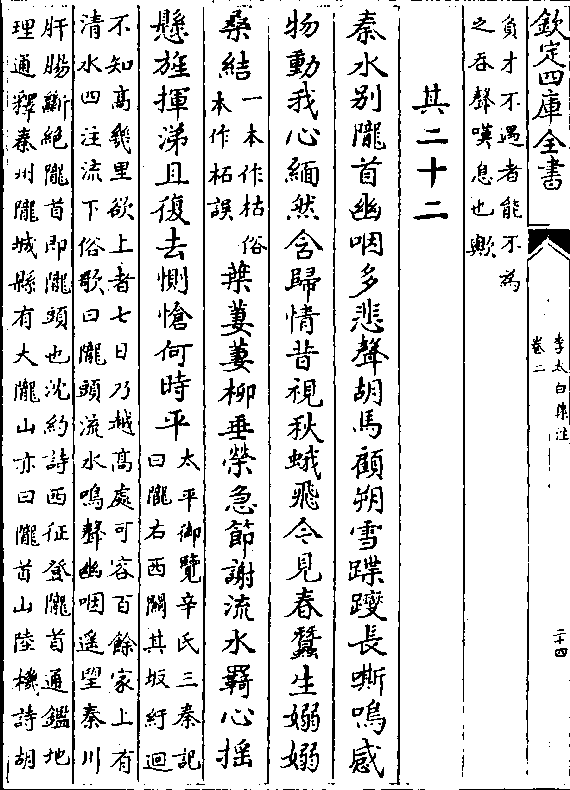 欽定四庫全書
李太白集注
卷二
二十四
負才不遇者能不爲
之吞聲嘆息也歟
其二十二
秦水别隴首幽咽多悲聲胡馬顧朔雪躞蹀長嘶鳴感
物動我心緬然含歸情昔視秋蛾飛今見春蠶生嫋嫋
桑結一本作枯俗
本作柘誤葉萋萋柳垂榮急節謝流水羇心揺
懸旌揮涕且復去惻愴何時平太平御覽辛氏三秦記
曰隴右西關其坂紆迴
不知高幾里欲上者七日乃越髙處可容百餘家上有
清水四注流下俗歌曰隴頭流水鳴聲幽咽遥望秦川
肝腸斷絶隴首即隴頭也沈約詩西征登隴首通鑑地
理通釋秦州隴城縣有大隴山亦曰隴首山陸機詩胡